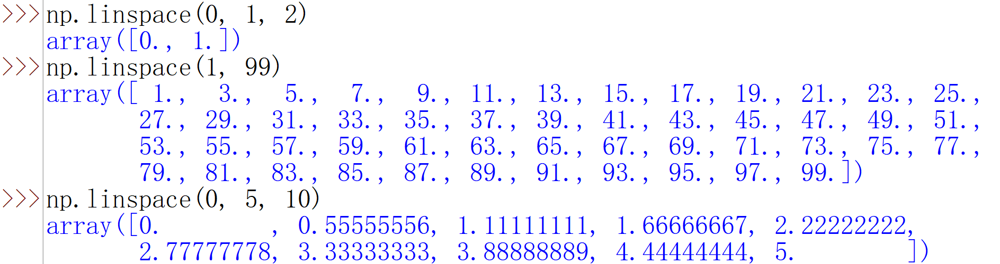 >>> np.linspace(0, 1, 2)
array([0., 1.])
>>> np.linspace(1, 99)
array([ 1.,  3.,  5.,  7.,  9., 11., 13., 15., 17., 19., 21., 23., 25.,
       27., 29., 31., 33., 35., 37., 39., 41., 43., 45., 47., 49., 51.,
       53., 55., 57., 59., 61., 63., 65., 67., 69., 71., 73., 75., 77.,
       79., 81., 83., 85., 87., 89., 91., 93., 95., 97., 99.])
>>> np.linspace(0, 5, 10)
array([0.        , 0.55555556, 1.11111111, 1.66666667, 2.22222222,
       2.77777778, 3.33333333, 3.88888889, 4.44444444, 5.        ])